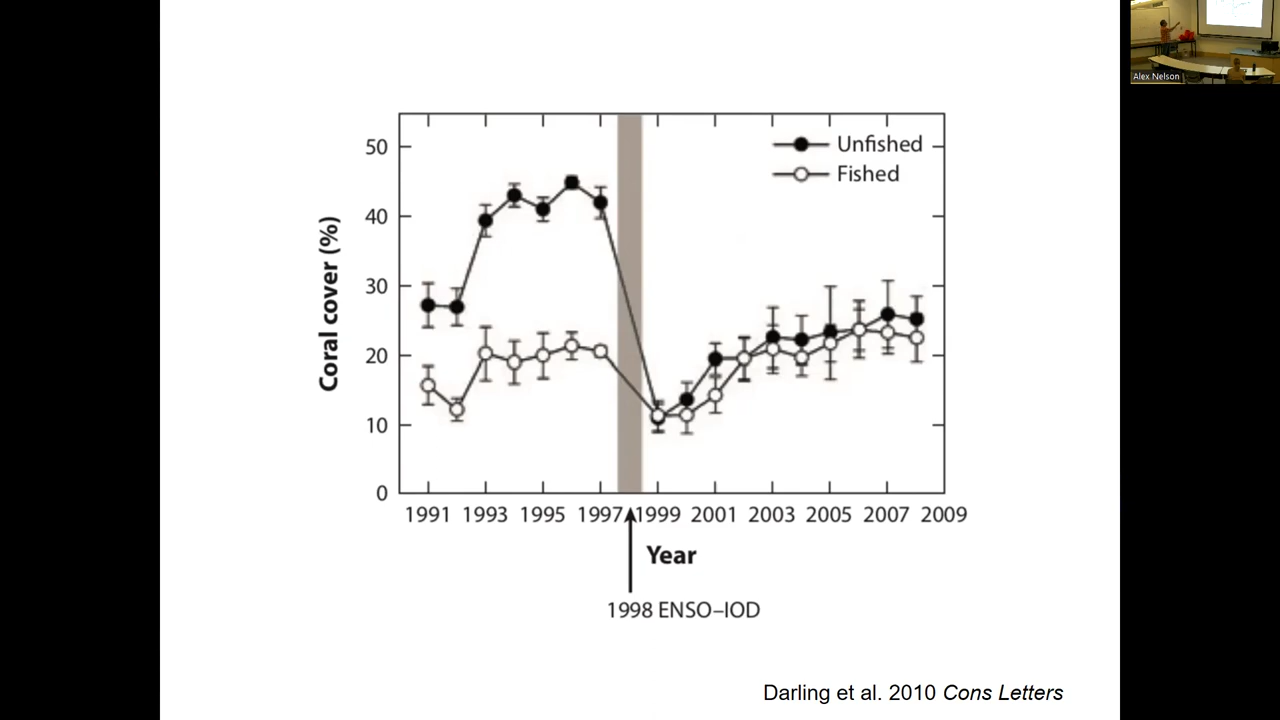 Alex Nelson
Unfished
Fished
50
40
30
20
10
0
Coral cover (%)
1991 1993 1995 1997 1999 2001 2003 2005 2007 2009
Year
1998 ENSO–IOD
Darling et al. 2010 Cons Letters